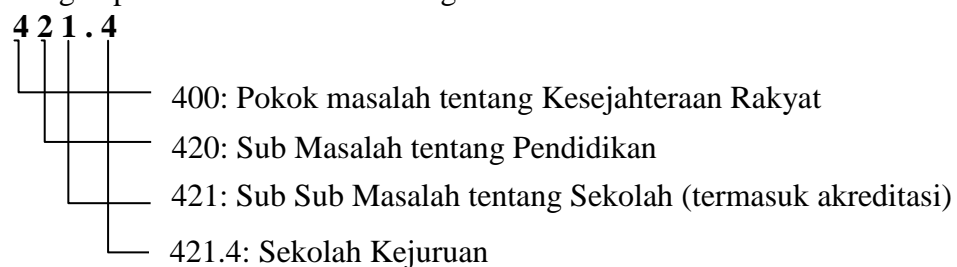 4 2 1 . 4
400: Pokok masalah tentang Kesejahteraan Rakyat
420: Sub Masalah tentang Pendidikan
421: Sub Sub Masalah tentang Sekolah (termasuk akreditasi)
421.4: Sekolah Kejuruan